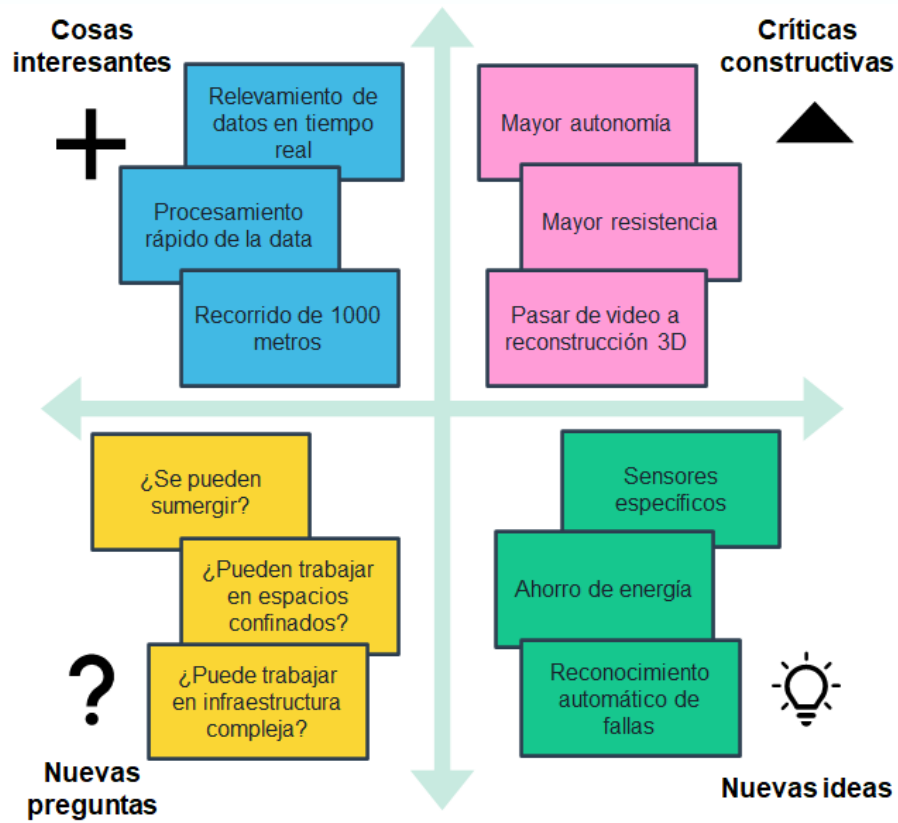 Cosas
interesantes
Relevamiento de
datos en tiempo
real
Procesamiento
rápido de la data
Recorrido de 1000
metros
Críticas
constructivas
Mayor autonomía
Mayor resistencia
Pasar de video a
reconstrucción 3D
¿Se pueden
sumergir?
¿Pueden trabajar
en espacios
confinados?
¿Puede trabajar
en infraestructura
compleja?
?
Nuevas
preguntas
Sensores
específicos
Ahorro de energía
Reconocimiento
automático de
fallas
Nuevas ideas